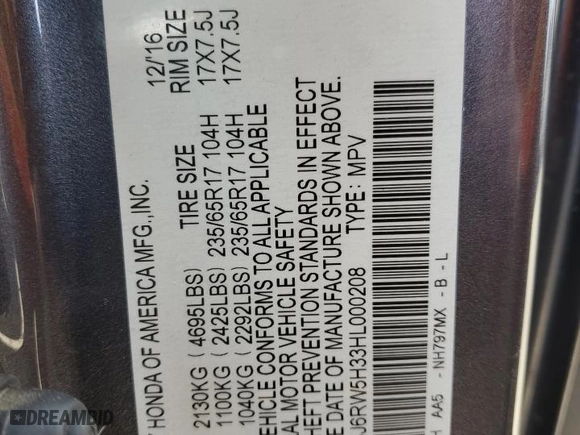 HONDA OF AMERICA MFG.,INC. 12/'16
TIRE SIZE RIM SIZE
2130KG ( 4695LBS)
1100KG ( 2425LBS) 235/65R17 104H 17X7.5J
1040KG ( 2292LBS) 235/65R17 104H 17X7.5J
VEHICLE CONFORMS TO ALL APPLICABLE
MOTOR VEHICLE SAFETY
THEFT PREVENTION STANDARDS IN EFFECT
DATE OF MANUFACTURE SHOWN ABOVE.
J6RW5H33HL000208 TYPE: MPV
AA5 - NH797MX - B - L
© DREAMBID